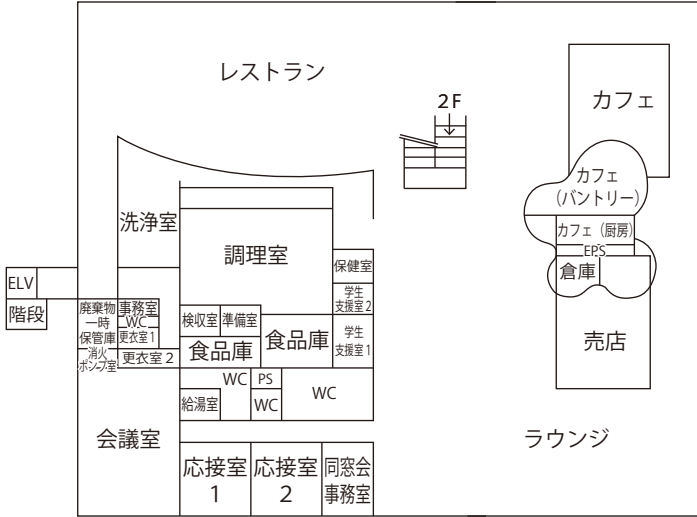 レストラン
2F
カフェ
カフェ
(パントリー)
洗浄室
調理室
カフェ(厨房)
EPS
倉庫
保健室
ELV
学生
支援室2
階段
廃棄物
一時
保管庫
事務室
WC
更衣室1
検収室
準備室
食品庫
食品庫
学生
支援室1
売店
消火
ポンプ室
更衣室2
WC
PS
WC
給湯室
WC
会議室
ラウンジ
応接室
1
応接室
2
同窓会
事務室